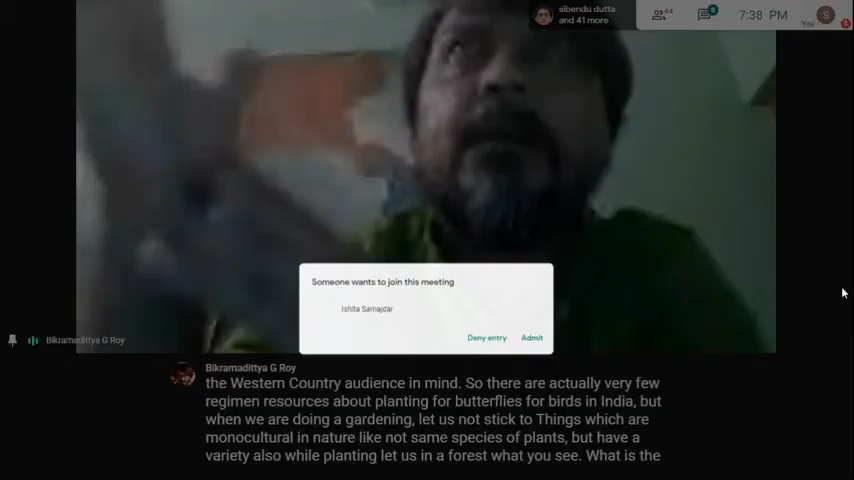 sibendu dutta
and 41 more
44
8
7:38 PM
You
S
Someone wants to join this meeting
Ishita Samajdar
Deny entry
Admit
Bikramadittya G Roy
Bikramadittya G Roy
the Western Country audience in mind. So there are actually very few
regimen resources about planting for butterflies for birds in India, but
when we are doing a gardening, let us not stick to Things which are
monocultural in nature like not same species of plants, but have a
variety also while planting let us in a forest what you see. What is the